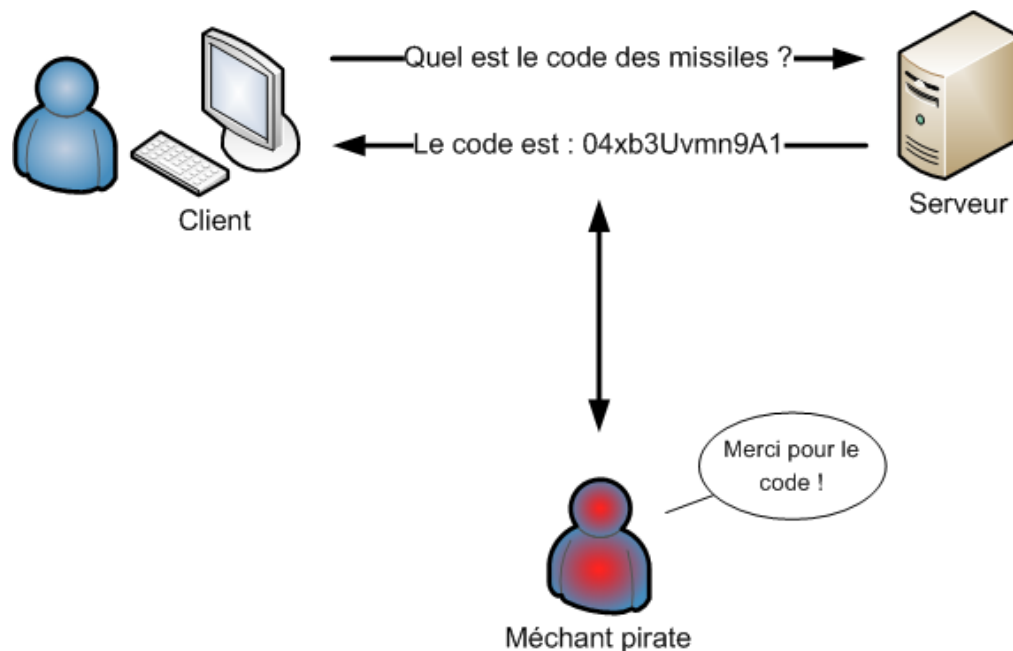 Quel est le code des missiles ?
Le code est : 04xb3Uvmn9A1
Client
Serveur
Merci pour le
code !
Méchant pirate